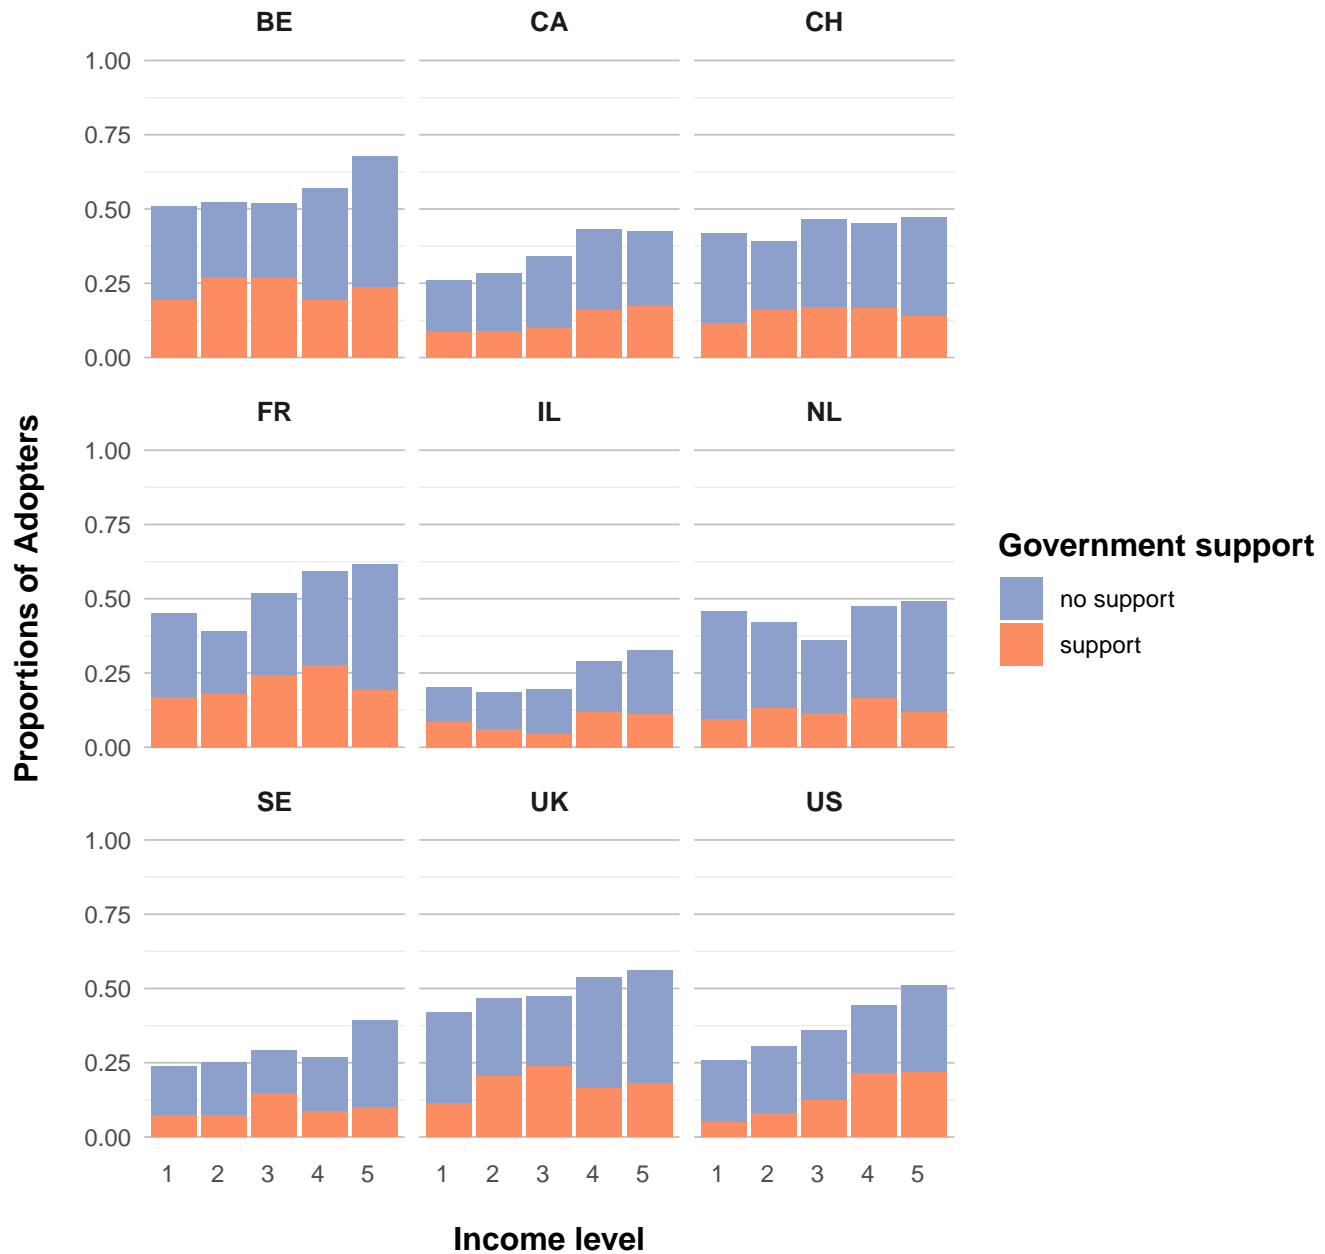 BE
CA
CH
1.00
0.75
0.50
0.25
0.00
FR
IL
NL
1.00
0.75
0.50
0.25
0.00
SE
UK
US
1.00
0.75
0.50
0.25
0.00
1 2 3 4 5
1 2 3 4 5
1 2 3 4 5
Income level
Proportions of Adopters
Government support
no support
support